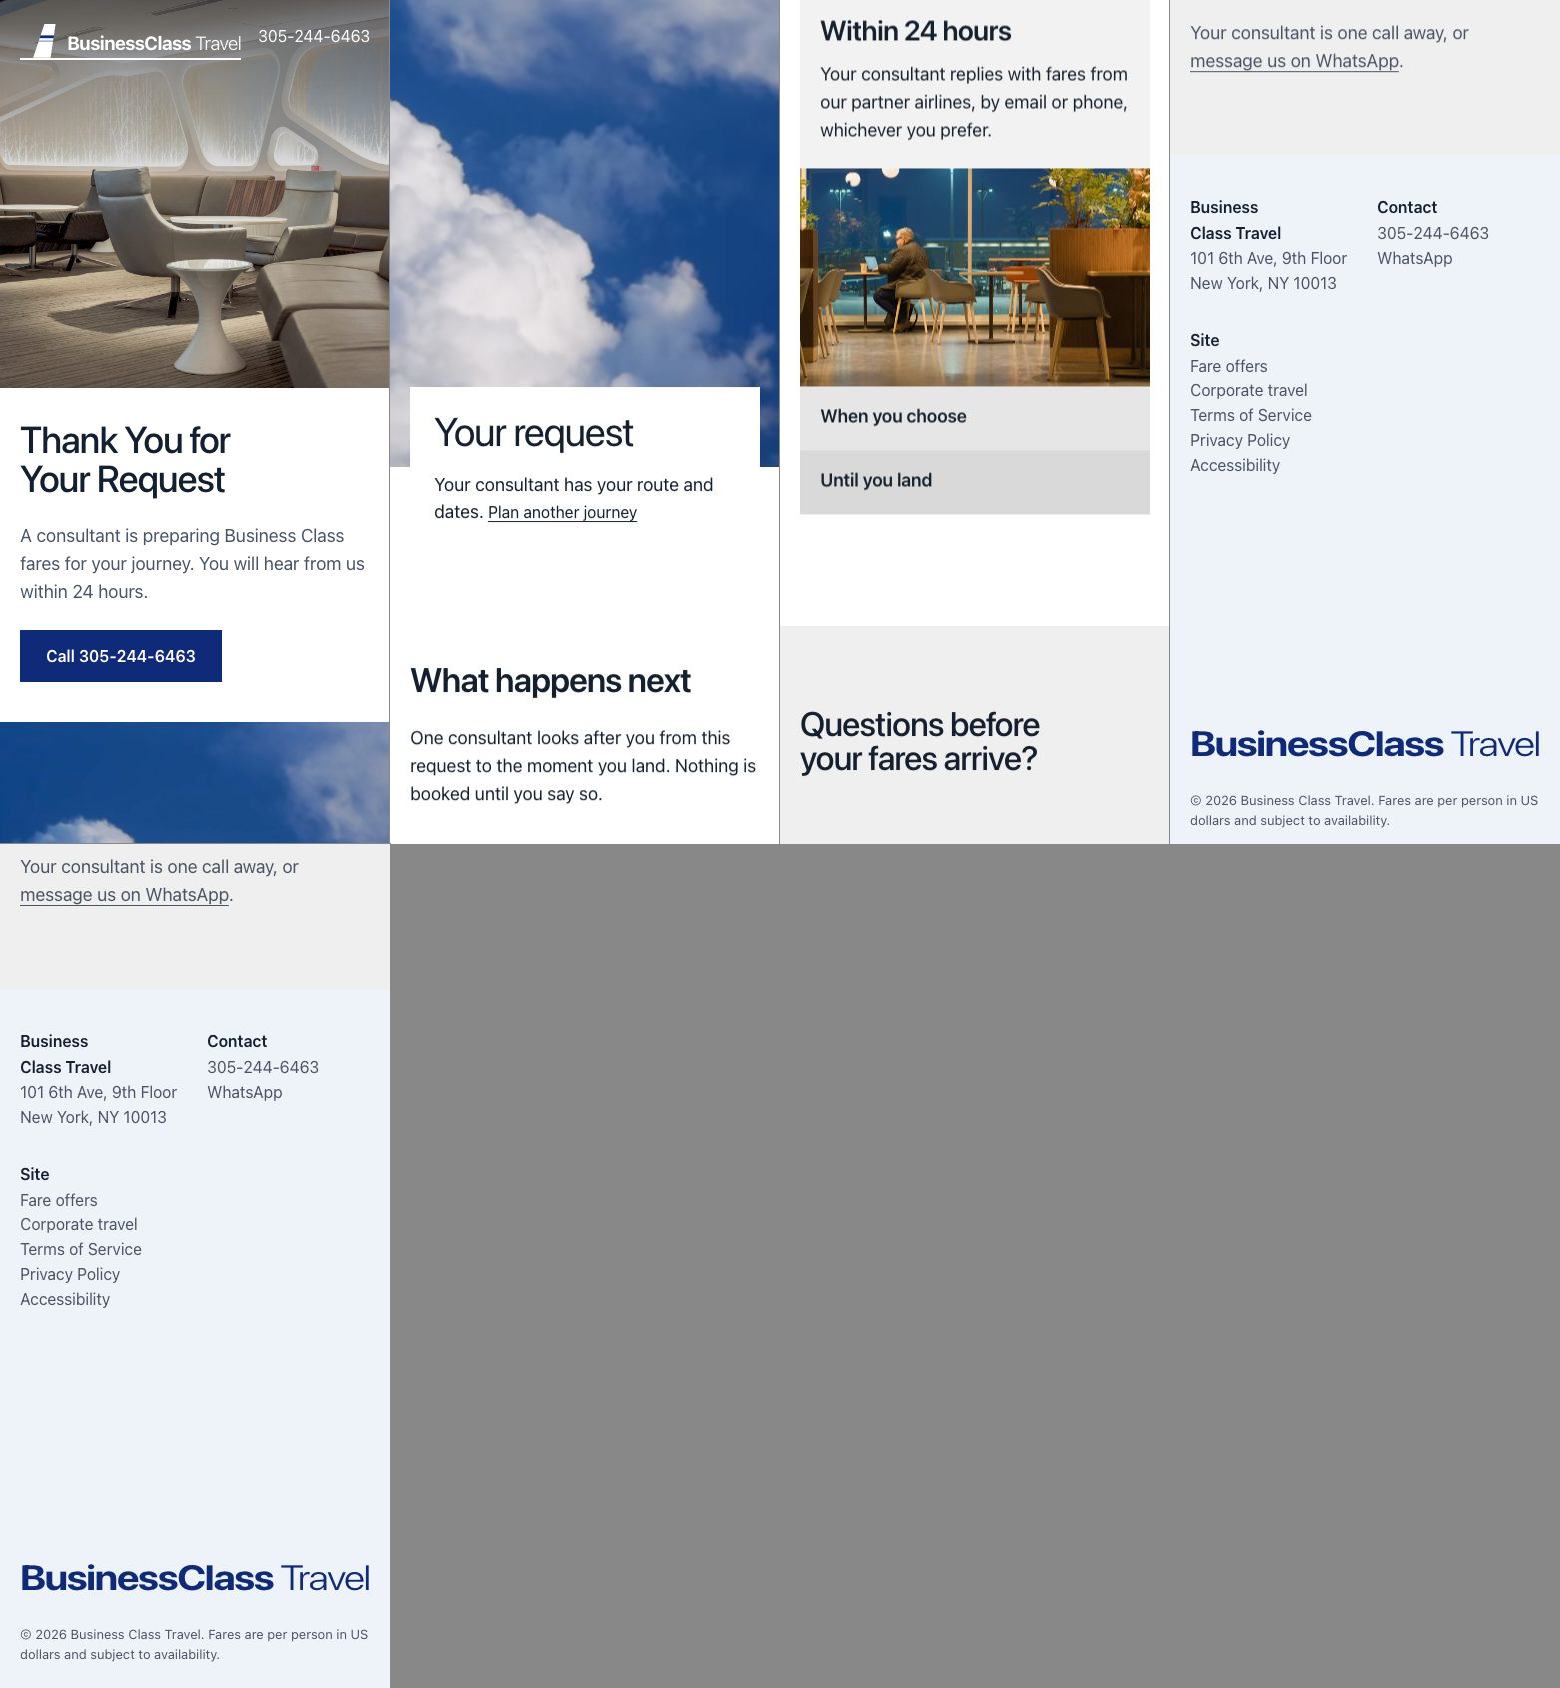 BusinessClass Travel
305-244-6463
Thank You for
Your Request
A consultant is preparing Business Class
fares for your journey. You will hear from us
within 24 hours.
Call 305-244-6463
Your request
Your consultant has your route and
dates. Plan another journey
What happens next
One consultant looks after you from this
request to the moment you land. Nothing is
booked until you say so.
Within 24 hours
Your consultant replies with fares from
our partner airlines, by email or phone,
whichever you prefer.
When you choose
Until you land
Questions before
your fares arrive?
Your consultant is one call away, or
message us on WhatsApp.
Business
Class Travel
101 6th Ave, 9th Floor
New York, NY 10013
Contact
305-244-6463
WhatsApp
Site
Fare offers
Corporate travel
Terms of Service
Privacy Policy
Accessibility
BusinessClass Travel
© 2026 Business Class Travel. Fares are per person in US
dollars and subject to availability.
Your consultant is one call away, or
message us on WhatsApp.
Business
Class Travel
101 6th Ave, 9th Floor
New York, NY 10013
Contact
305-244-6463
WhatsApp
Site
Fare offers
Corporate travel
Terms of Service
Privacy Policy
Accessibility
BusinessClass Travel
© 2026 Business Class Travel. Fares are per person in US
dollars and subject to availability.